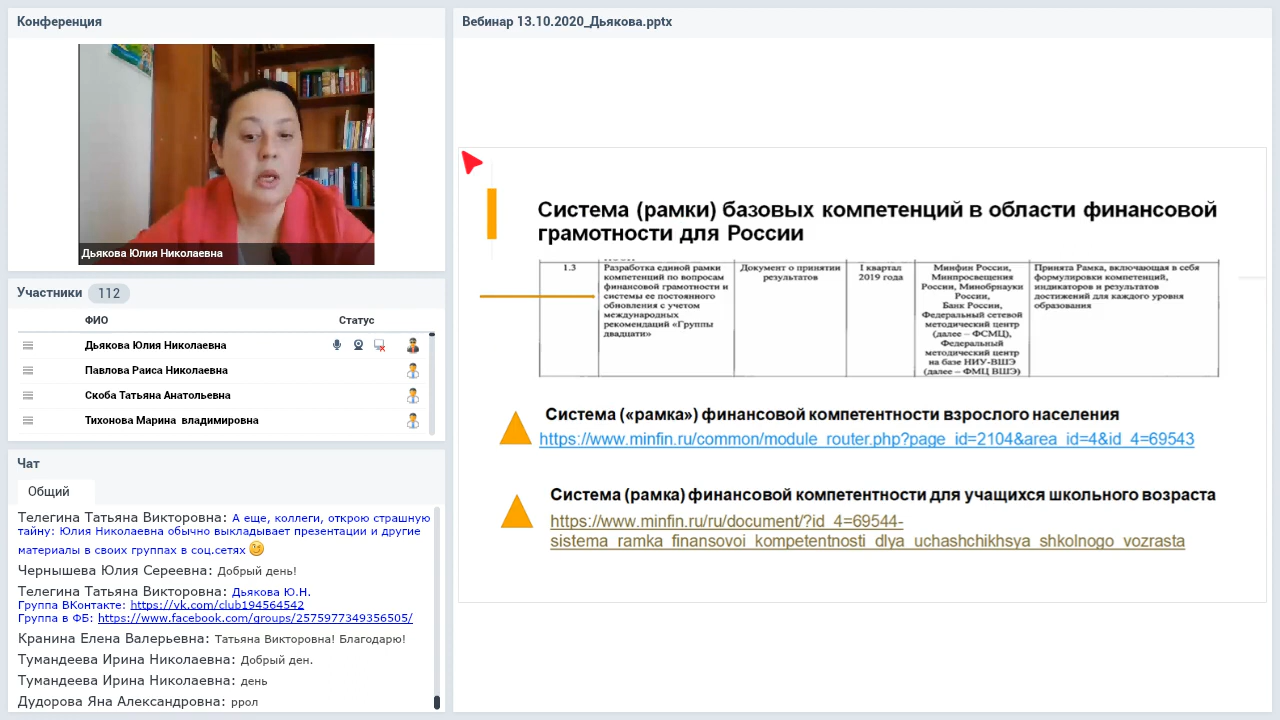 Конференция
Дьякова Юлия Николаевна
Участники 112
ФИО Статус
Дьякова Юлия Николаевна
Павлова Раиса Николаевна
Скоба Татьяна Анатольевна
Тихонова Марина владимировна
Чат
Общий
Телегина Татьяна Викторовна: А еще, коллеги, открою страшную
тайну: Юлия Николаевна обычно выкладывает презентации и другие
материалы в своих группах в соц.сетях
Чернышева Юлия Сереевна: Добрый день!
Телегина Татьяна Викторовна: Дьякова Ю.Н.
Группа ВКонтакте: https://vk.com/club194564542
Группа в ФБ: https://www.facebook.com/groups/2575977349356505/
Кранина Елена Валерьевна: Татьяна Викторовна! Благодарю!
Тумандеева Ирина Николаевна: Добрый ден.
Тумандеева Ирина Николаевна: день
Дудорова Яна Александровна: ррол
Вебинар 13.10.2020_Дьякова.pptx
Система (рамки) базовых компетенций в области финансовой
грамотности для России
1.3
Разработка единой рамки
компетенций по вопросам
финансовой грамотности и
системы ее постоянного
обновления с учетом
международных
рекомендаций «Группы
двадцати»
Документ о принятии
результатов
I квартал
2019 года
Минфин России,
Минпросвещения
России, Минобрнауки
России,
Банк России,
Федеральный сетевой
методический центр
(далее – ФСМЦ),
Федеральный
методический центр
на базе НИУ-ВШЭ
(далее – ФМЦ ВШЭ)
Принята Рамка, включающая в себя
формулировки компетенций,
индикаторов и результатов
достижений для каждого уровня
образования
Система («рамка») финансовой компетентности взрослого населения
https://www.minfin.ru/common/module_router.php?page_id=2104&area_id=4&id_4=69543
Система (рамка) финансовой компетентности для учащихся школьного возраста
https://www.minfin.ru/ru/document/?id_4=69544-
sistema_ramka_finansovoi_kompetentnosti_dlya_uchashchikhsya_shkolnogo_vozrasta